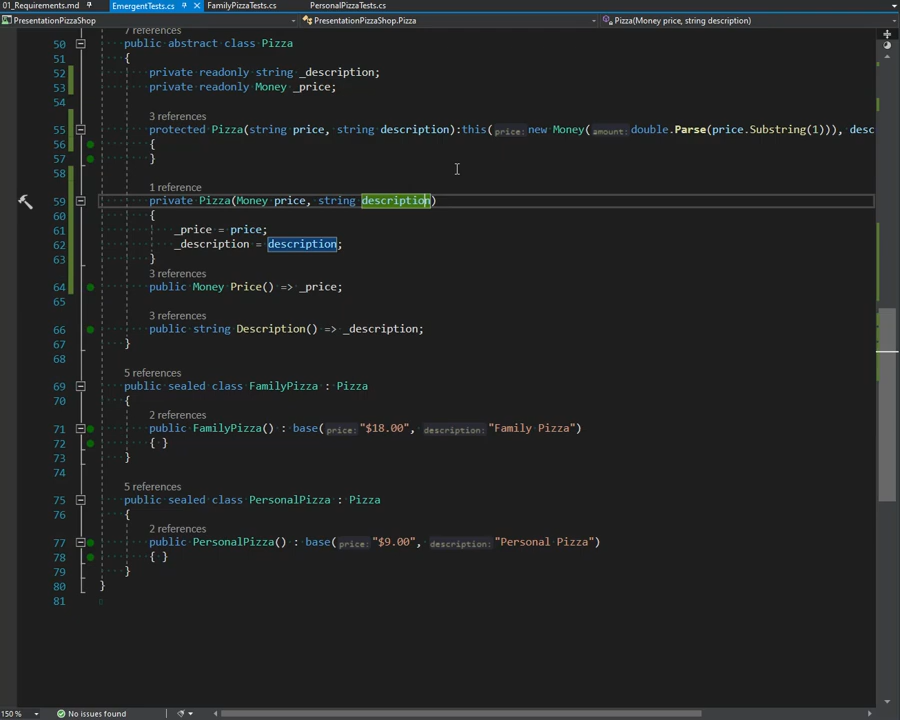 01_Requirements.md EmergentTests.cs FamilyPizzaTests.cs PersonalPizzaTests.cs
PresentationPizzaShop PresentationPizzaShop.Pizza Pizza(Money price, string description)
7 references
50 public abstract class Pizza
51 {
52 private readonly string _description;
53 private readonly Money _price;
54
3 references
55 protected Pizza(string price, string description):this(price: new Money(amount: double.Parse(price.Substring(1))), desc
56 {
57 }
58
1 reference
59 private Pizza(Money price, string description)
60 {
61 _price = price;
62 _description = description;
63 }
3 references
64 public Money Price() => _price;
65
3 references
66 public string Description() => _description;
67 }
68
5 references
69 public sealed class FamilyPizza : Pizza
70 {
2 references
71 public FamilyPizza() : base(price: "$18.00", description: "Family Pizza")
72 { }
73 }
74
5 references
75 public sealed class PersonalPizza : Pizza
76 {
2 references
77 public PersonalPizza() : base(price: "$9.00", description: "Personal Pizza")
78 { }
79 }
80 }
81
150 % No issues found